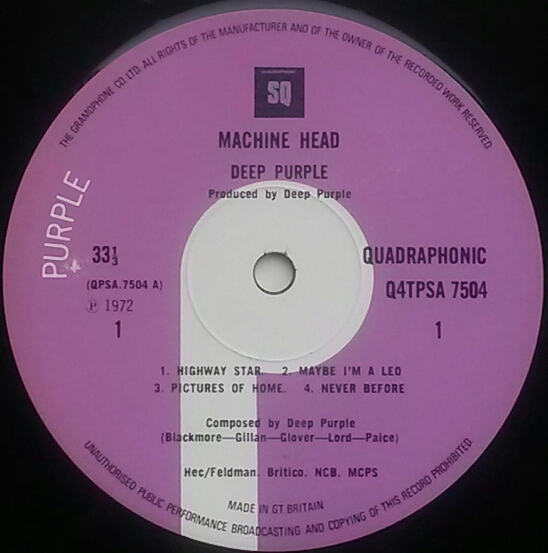 THE GRAMOPHONE CO. LTD. ALL RIGHTS OF THE MANUFACTURER AND OF THE OWNER OF THE RECORDED WORK RESERVED
SQ
MACHINE HEAD
DEEP PURPLE
Produced by Deep Purple
PURPLE
33⅓
QUADRAPHONIC
(QPSA.7504 A)
Q4TPSA 7504
℗ 1972
1
1
1. HIGHWAY STAR. 2. MAYBE I'M A LEO
3. PICTURES OF HOME. 4. NEVER BEFORE
Composed by Deep Purple
(Blackmore—Gillan—Glover—Lord—Paice)
Hec/Feldman. Britico. NCB. MCPS
MADE IN GT BRITAIN
UNAUTHORISED PUBLIC PERFORMANCE BROADCASTING AND COPYING OF THIS RECORD PROHIBITED.